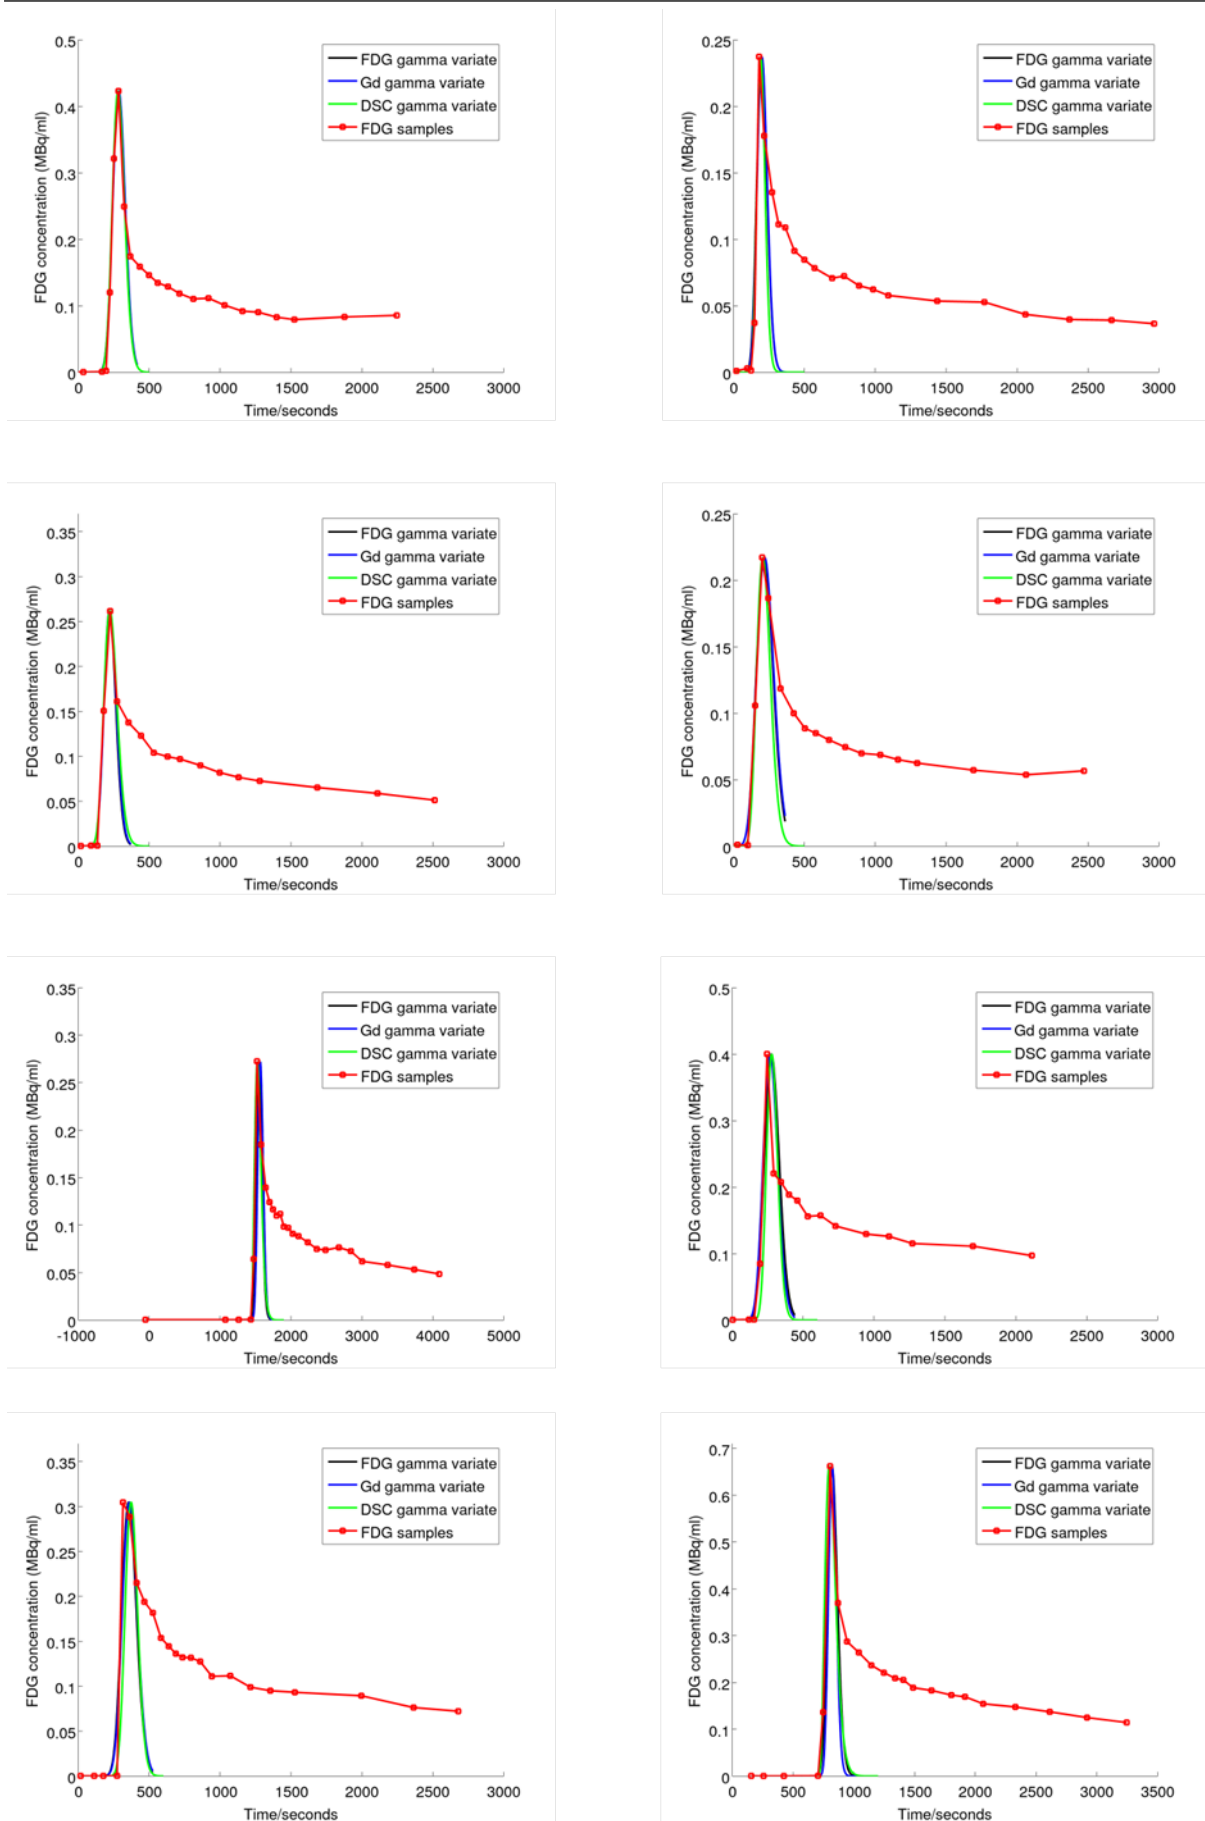 0.5
0.4
0.3
0.2
0.1
0
FDG concentration (MBq/ml)
FDG gamma variate
Gd gamma variate
DSC gamma variate
FDG samples
0 500 1000 1500 2000 2500 3000
Time/seconds
0.25
0.2
0.15
0.1
0.05
0
FDG concentration (MBq/ml)
FDG gamma variate
Gd gamma variate
DSC gamma variate
FDG samples
0 500 1000 1500 2000 2500 3000
Time/seconds
0.35
0.3
0.25
0.2
0.15
0.1
0.05
0
FDG concentration (MBq/ml)
FDG gamma variate
Gd gamma variate
DSC gamma variate
FDG samples
0 500 1000 1500 2000 2500 3000
Time/seconds
0.25
0.2
0.15
0.1
0.05
0
FDG concentration (MBq/ml)
FDG gamma variate
Gd gamma variate
DSC gamma variate
FDG samples
0 500 1000 1500 2000 2500 3000
Time/seconds
0.35
0.3
0.25
0.2
0.15
0.1
0.05
0
FDG concentration (MBq/ml)
FDG gamma variate
Gd gamma variate
DSC gamma variate
FDG samples
-1000 0 1000 2000 3000 4000 5000
Time/seconds
0.5
0.4
0.3
0.2
0.1
0
FDG concentration (MBq/ml)
FDG gamma variate
Gd gamma variate
DSC gamma variate
FDG samples
0 500 1000 1500 2000 2500 3000
Time/seconds
0.35
0.3
0.25
0.2
0.15
0.1
0.05
0
FDG concentration (MBq/ml)
FDG gamma variate
Gd gamma variate
DSC gamma variate
FDG samples
0 500 1000 1500 2000 2500 3000
Time/seconds
0.7
0.6
0.5
0.4
0.3
0.2
0.1
0
FDG concentration (MBq/ml)
FDG gamma variate
Gd gamma variate
DSC gamma variate
FDG samples
0 500 1000 1500 2000 2500 3000 3500
Time/seconds